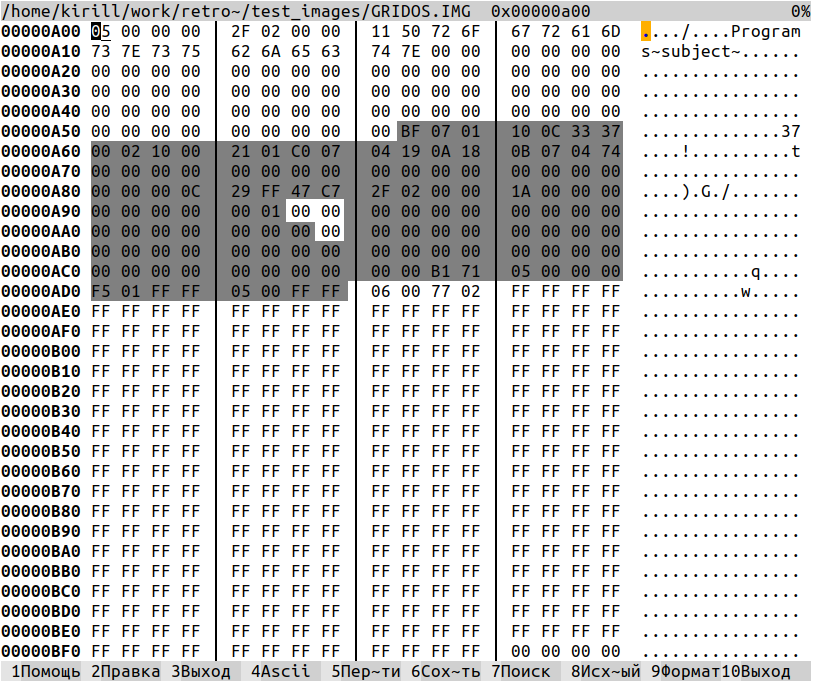 /home/kirill/work/retro~/test_images/GRIDOS.IMG 0x00000a00 0%
00000A00 05 00 00 00 2F 02 00 00 11 50 72 6F 67 72 61 6D ..../....Program
00000A10 73 7E 73 75 62 6A 65 63 74 7E 00 00 00 00 00 00 s~subject~......
00000A20 00 00 00 00 00 00 00 00 00 00 00 00 00 00 00 00 ................
00000A30 00 00 00 00 00 00 00 00 00 00 00 00 00 00 00 00 ................
00000A40 00 00 00 00 00 00 00 00 00 00 00 00 00 00 00 00 ................
00000A50 00 00 00 00 00 00 00 00 00 BF 07 01 10 0C 33 37 ..............37
00000A60 00 02 10 00 21 01 C0 07 04 19 0A 18 0B 07 04 74 ....!..........t
00000A70 00 00 00 00 00 00 00 00 00 00 00 00 00 00 00 00 ................
00000A80 00 00 00 0C 29 FF 47 C7 2F 02 00 00 1A 00 00 00 ....).G./.......
00000A90 00 00 00 00 00 01 00 00 00 00 00 00 00 00 00 00 ................
00000AA0 00 00 00 00 00 00 00 00 00 00 00 00 00 00 00 00 ................
00000AB0 00 00 00 00 00 00 00 00 00 00 00 00 00 00 00 00 ................
00000AC0 00 00 00 00 00 00 00 00 00 00 B1 71 05 00 00 00 ...........q....
00000AD0 F5 01 FF FF 05 00 FF FF 06 00 77 02 FF FF FF FF ..........w.....
00000AE0 FF FF FF FF FF FF FF FF FF FF FF FF FF FF FF FF ................
00000AF0 FF FF FF FF FF FF FF FF FF FF FF FF FF FF FF FF ................
00000B00 FF FF FF FF FF FF FF FF FF FF FF FF FF FF FF FF ................
00000B10 FF FF FF FF FF FF FF FF FF FF FF FF FF FF FF FF ................
00000B20 FF FF FF FF FF FF FF FF FF FF FF FF FF FF FF FF ................
00000B30 FF FF FF FF FF FF FF FF FF FF FF FF FF FF FF FF ................
00000B40 FF FF FF FF FF FF FF FF FF FF FF FF FF FF FF FF ................
00000B50 FF FF FF FF FF FF FF FF FF FF FF FF FF FF FF FF ................
00000B60 FF FF FF FF FF FF FF FF FF FF FF FF FF FF FF FF ................
00000B70 FF FF FF FF FF FF FF FF FF FF FF FF FF FF FF FF ................
00000B80 FF FF FF FF FF FF FF FF FF FF FF FF FF FF FF FF ................
00000B90 FF FF FF FF FF FF FF FF FF FF FF FF FF FF FF FF ................
00000BA0 FF FF FF FF FF FF FF FF FF FF FF FF FF FF FF FF ................
00000BB0 FF FF FF FF FF FF FF FF FF FF FF FF FF FF FF FF ................
00000BC0 FF FF FF FF FF FF FF FF FF FF FF FF FF FF FF FF ................
00000BD0 FF FF FF FF FF FF FF FF FF FF FF FF FF FF FF FF ................
00000BE0 FF FF FF FF FF FF FF FF FF FF FF FF FF FF FF FF ................
00000BF0 FF FF FF FF FF FF FF FF FF FF FF FF 00 00 00 00 ................
1Помощь 2Правка 3Выход 4Ascii 5Пер~ти 6Сох~ть 7Поиск 8Исх~ый 9Формат 10Выход